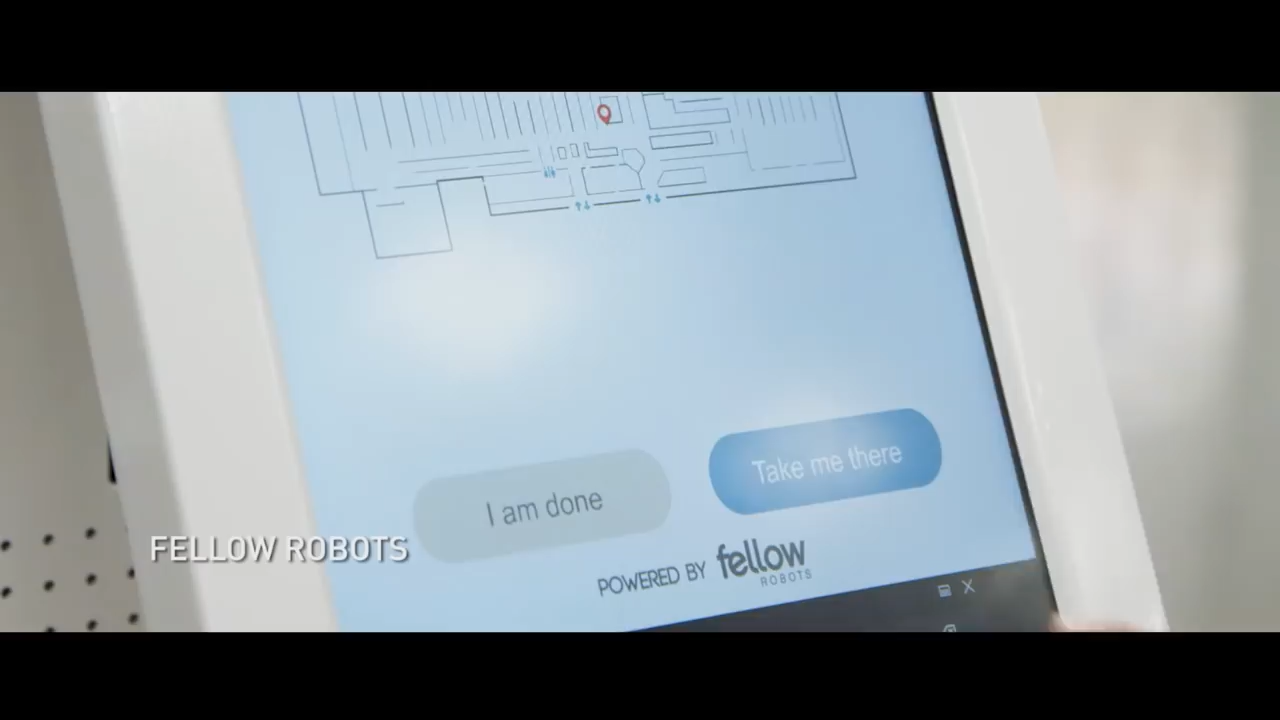 Take me there
I am done
FELLOW ROBOTS
POWERED BY fellow
ROBOTS